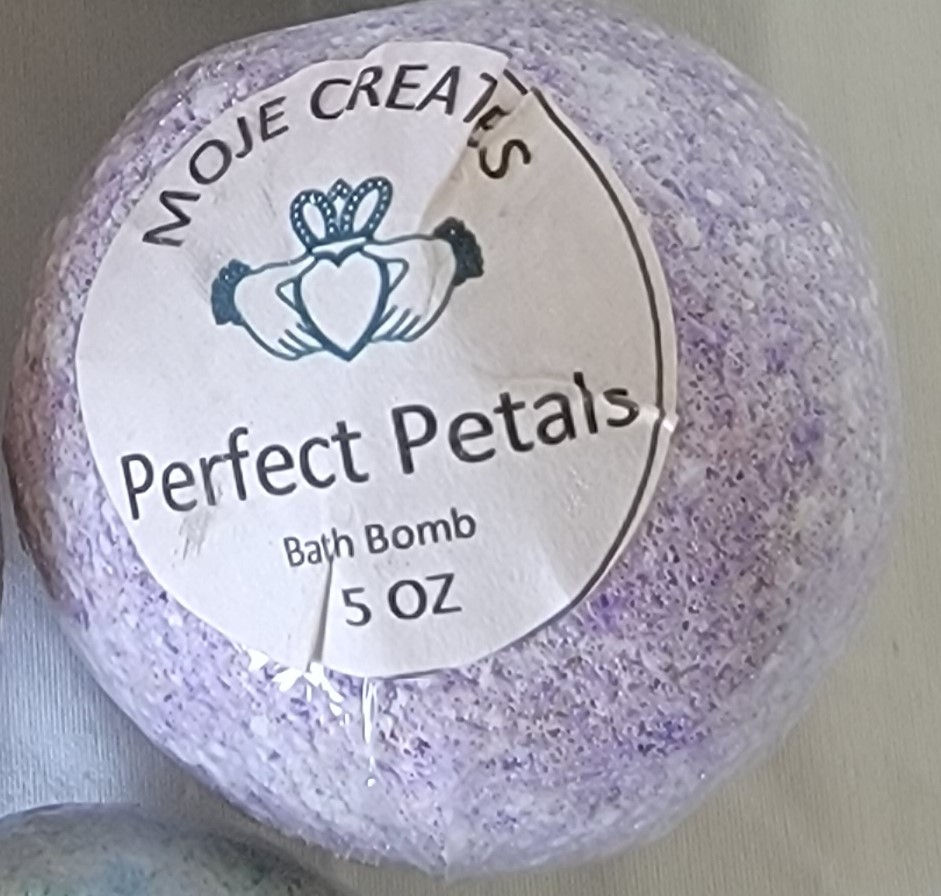 MOJE CREATES
Perfect Petals
Bath Bomb
5 OZ